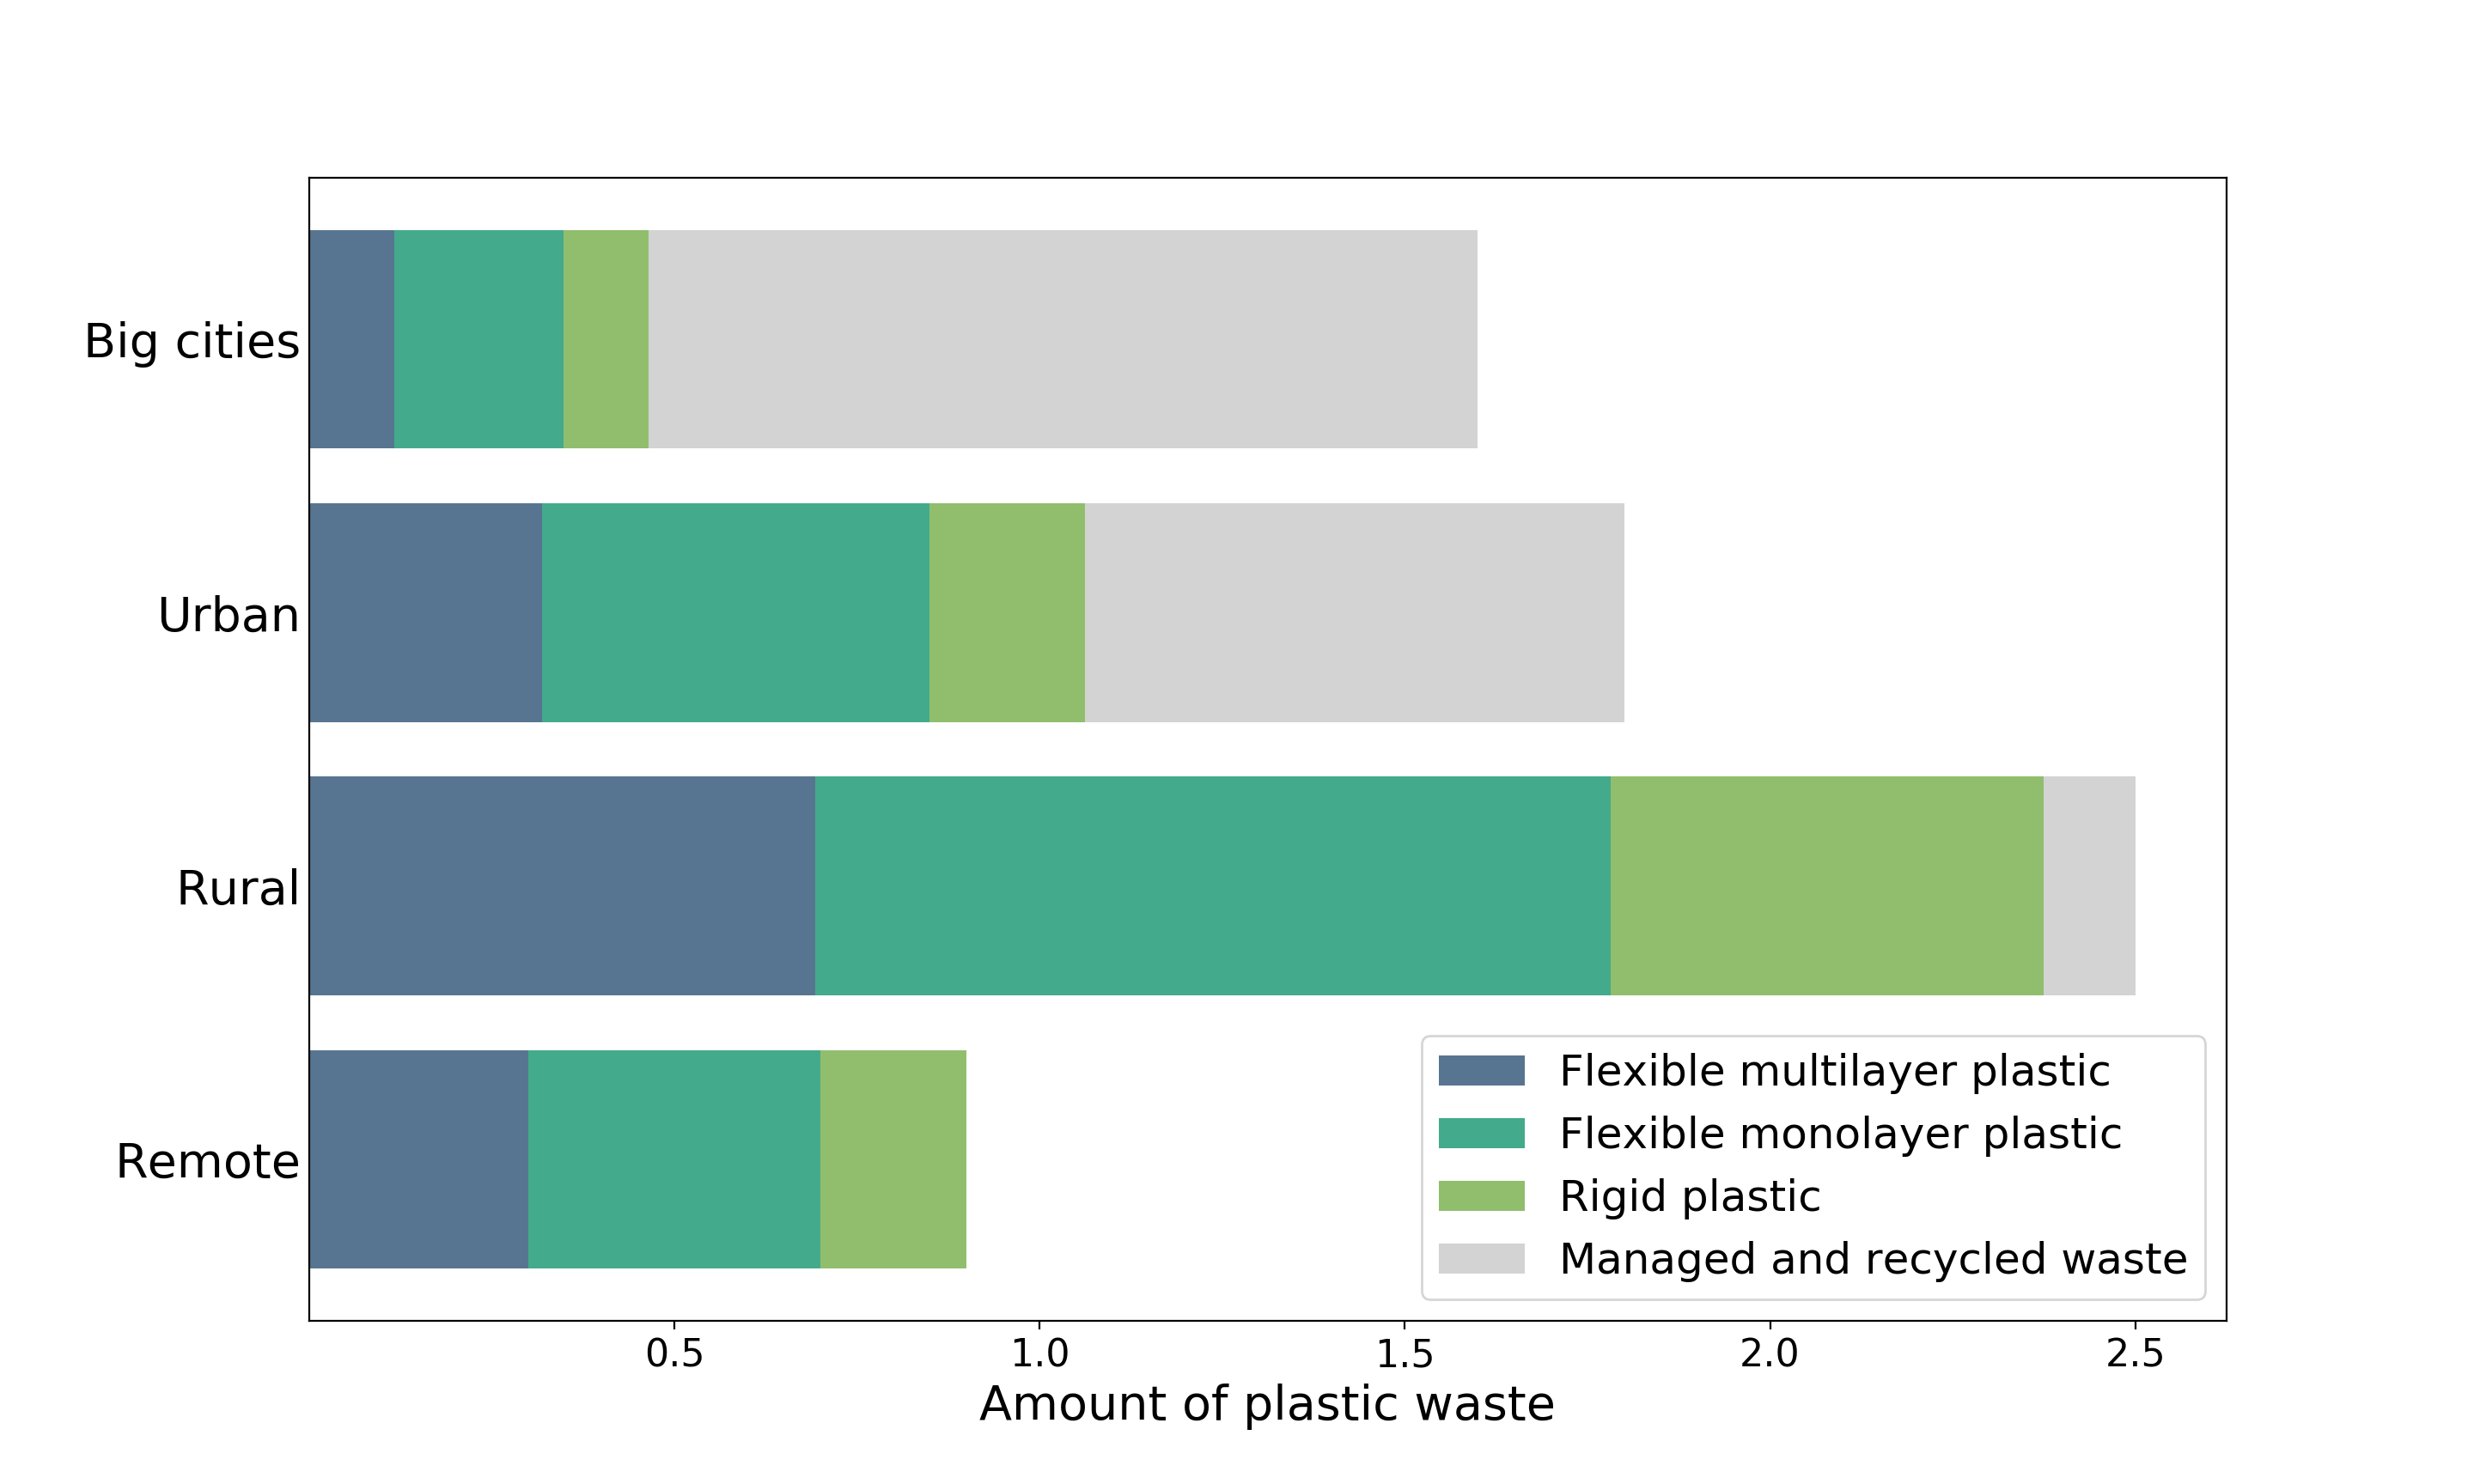 Big cities
Urban
Rural
Remote
Flexible multilayer plastic
Flexible monolayer plastic
Rigid plastic
Managed and recycled waste
0.5 1.0 1.5 2.0 2.5
Amount of plastic waste